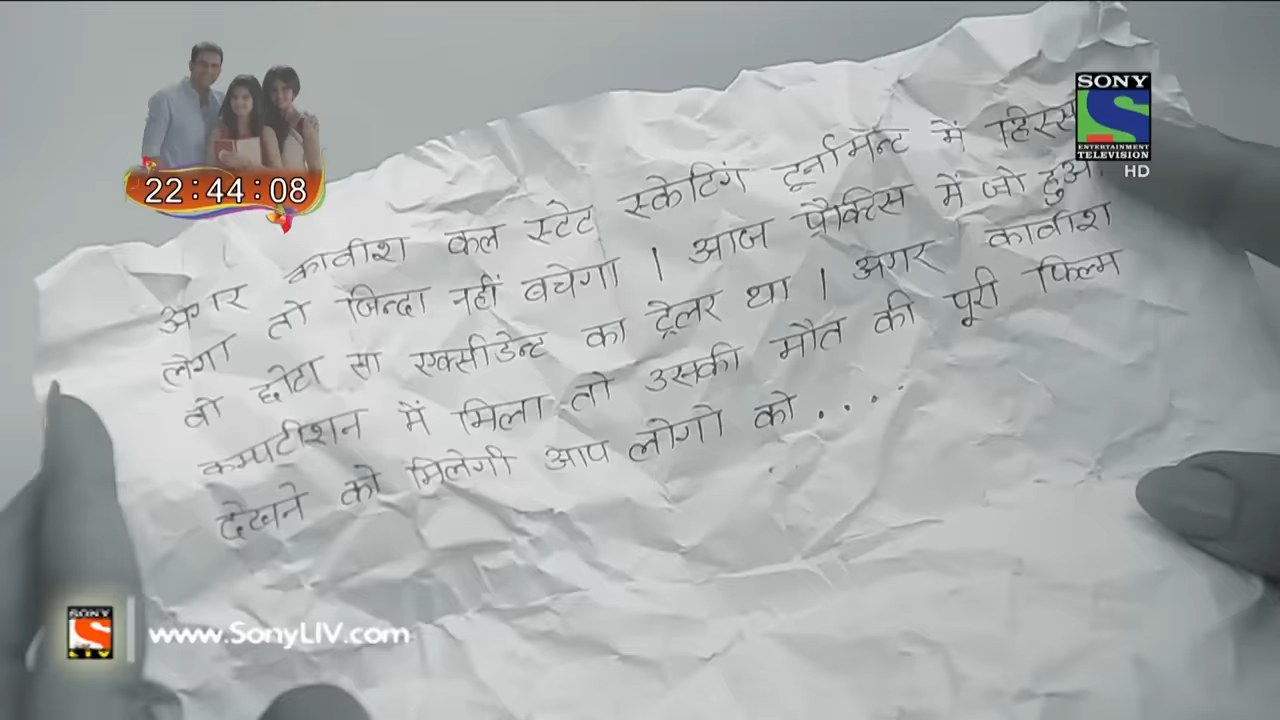 SONY
ENTERTAINMENT
TELEVISION
HD
22:44:08
अगर कावीश कल स्टेट स्केटिंग टूर्नामेन्ट में
लेगा तो जिन्दा नहीं बचेगा । आज प्रैक्टिस में जो
वो छोटा सा एक्सीडेन्ट का ट्रेलर था । अगर कावीश
कम्पटीशन में मिला तो उसकी मौत की पूरी फिल्म
देखने को मिलेगी आप लोगो को . . .
SONY
LIV
www.SonyLIV.com